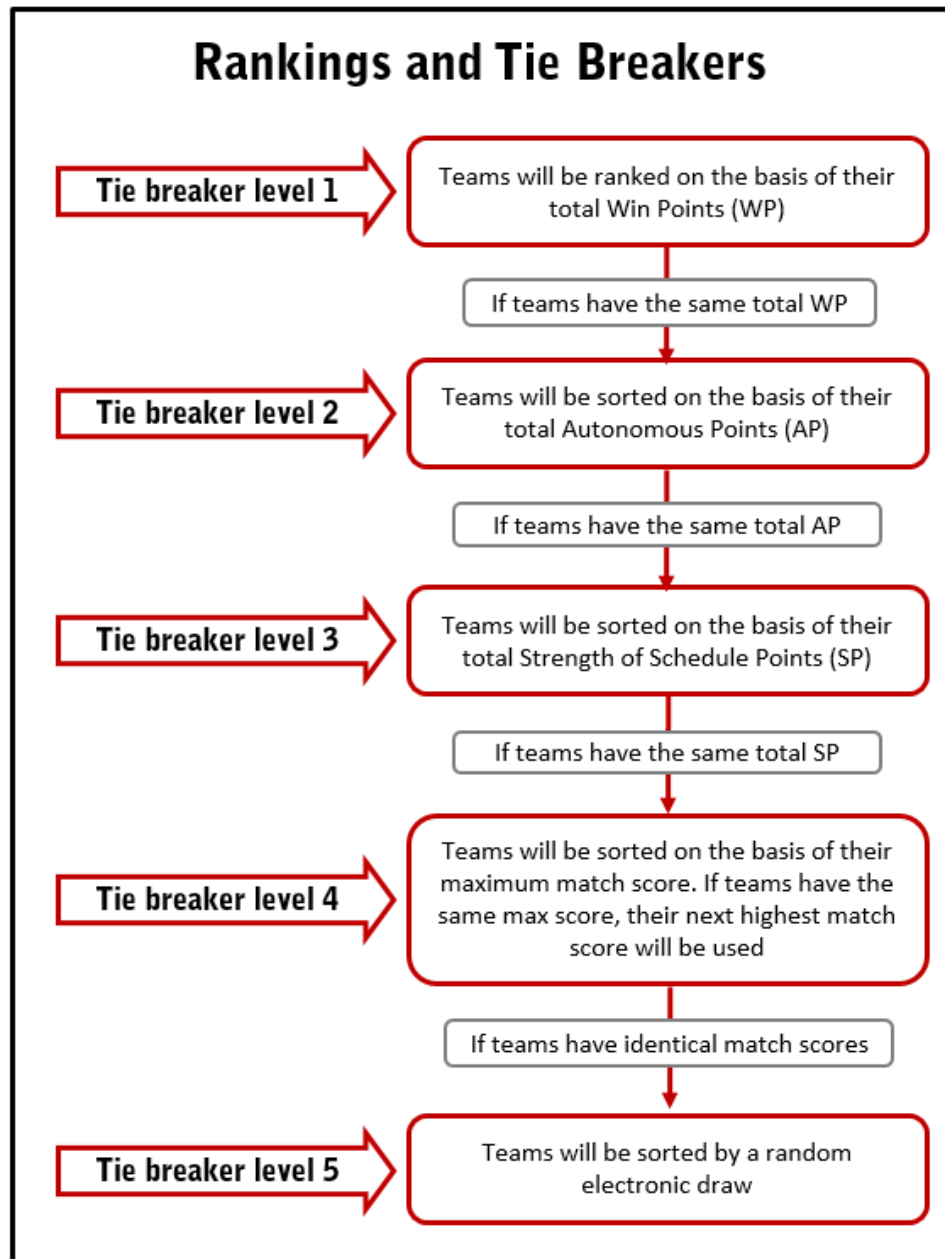 Rankings and Tie Breakers
Tie breaker level 1
Teams will be ranked on the basis of their
total Win Points (WP)
If teams have the same total WP
Tie breaker level 2
Teams will be sorted on the basis of their
total Autonomous Points (AP)
If teams have the same total AP
Tie breaker level 3
Teams will be sorted on the basis of their
total Strength of Schedule Points (SP)
If teams have the same total SP
Tie breaker level 4
Teams will be sorted on the basis of their
maximum match score. If teams have the
same max score, their next highest match
score will be used
If teams have identical match scores
Tie breaker level 5
Teams will be sorted by a random
electronic draw